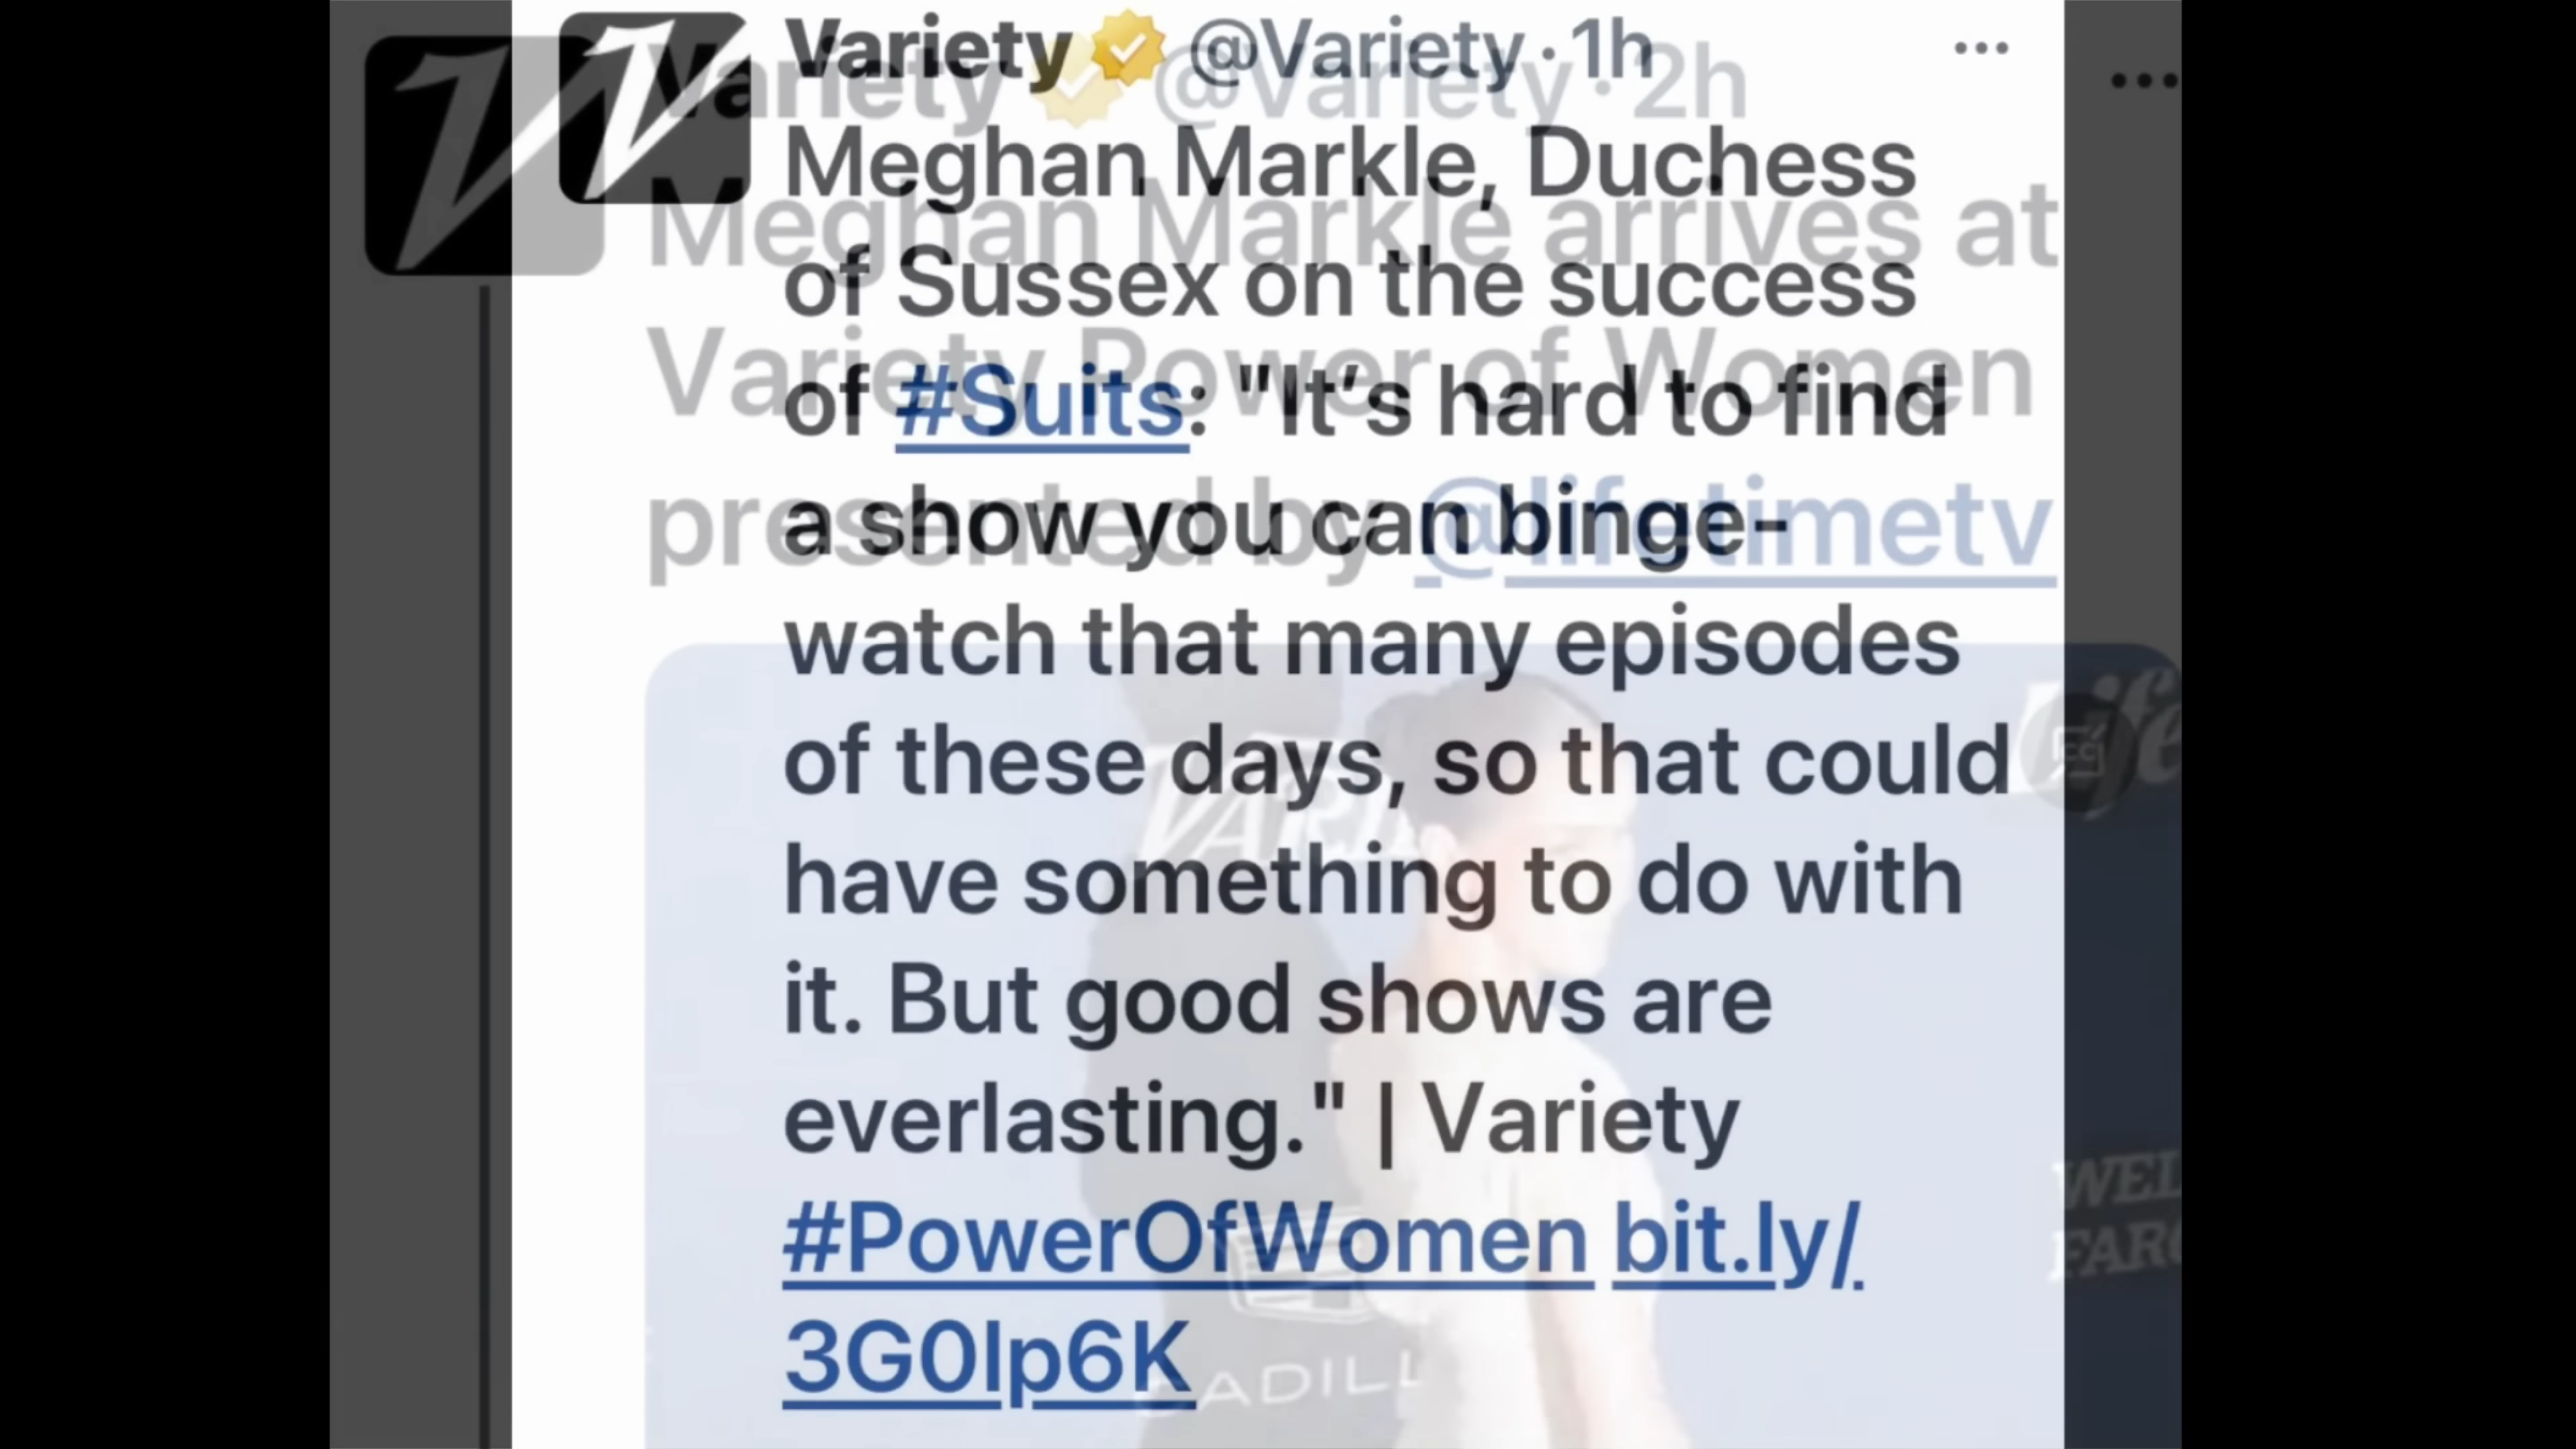 Variety @Variety · 1h
Meghan Markle, Duchess
of Sussex on the success
of #Suits: "It’s hard to find
a show you can binge-
watch that many episodes
of these days, so that could
have something to do with
it. But good shows are
everlasting." | Variety
#PowerOfWomen bit.ly/
3G0lp6K
Variety @Variety · 2h
Meghan Markle arrives at
Variety Power of Women
presented by @lifetimetv
CC